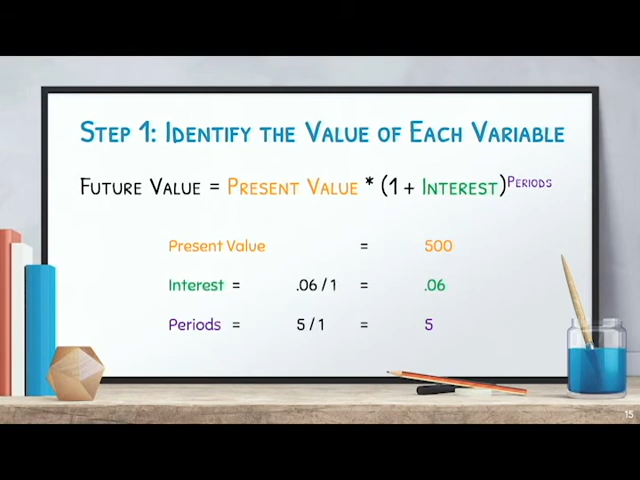 Step 1: Identify the Value of Each Variable
Future Value = Present Value * (1 + Interest)^Periods
Present Value = 500
Interest = .06 / 1 = .06
Periods = 5 / 1 = 5
15